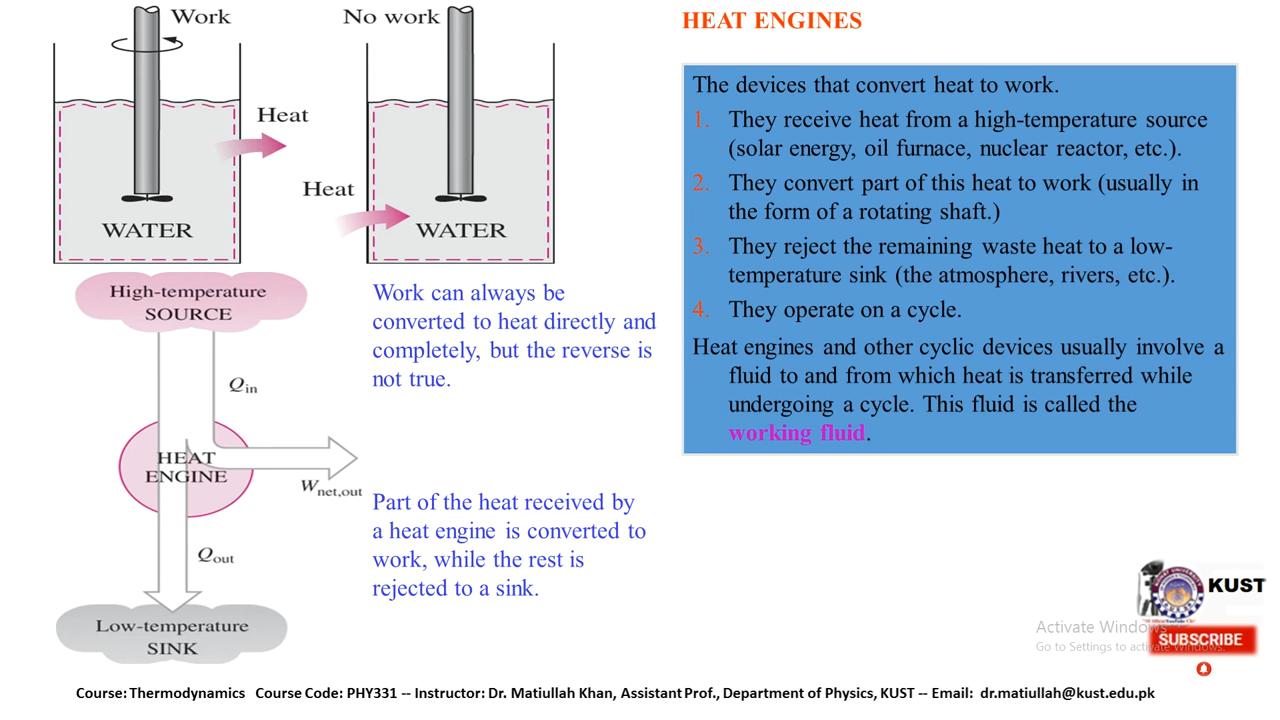 Work
No work
Heat
Heat
WATER
WATER
High-temperature
SOURCE
Qin
HEAT
ENGINE
Wnet,out
Qout
Low-temperature
SINK
Work can always be
converted to heat directly and
completely, but the reverse is
not true.
Part of the heat received by
a heat engine is converted to
work, while the rest is
rejected to a sink.
HEAT ENGINES
The devices that convert heat to work.
1. They receive heat from a high-temperature source
(solar energy, oil furnace, nuclear reactor, etc.).
2. They convert part of this heat to work (usually in
the form of a rotating shaft.)
3. They reject the remaining waste heat to a low-
temperature sink (the atmosphere, rivers, etc.).
4. They operate on a cycle.
Heat engines and other cyclic devices usually involve a
fluid to and from which heat is transferred while
undergoing a cycle. This fluid is called the
working fluid.
KUST
Activate Windows
Go to Settings to activate Windows.
SUBSCRIBE
Course: Thermodynamics Course Code: PHY331 -- Instructor: Dr. Matiullah Khan, Assistant Prof., Department of Physics, KUST -- Email: dr.matiullah@kust.edu.pk